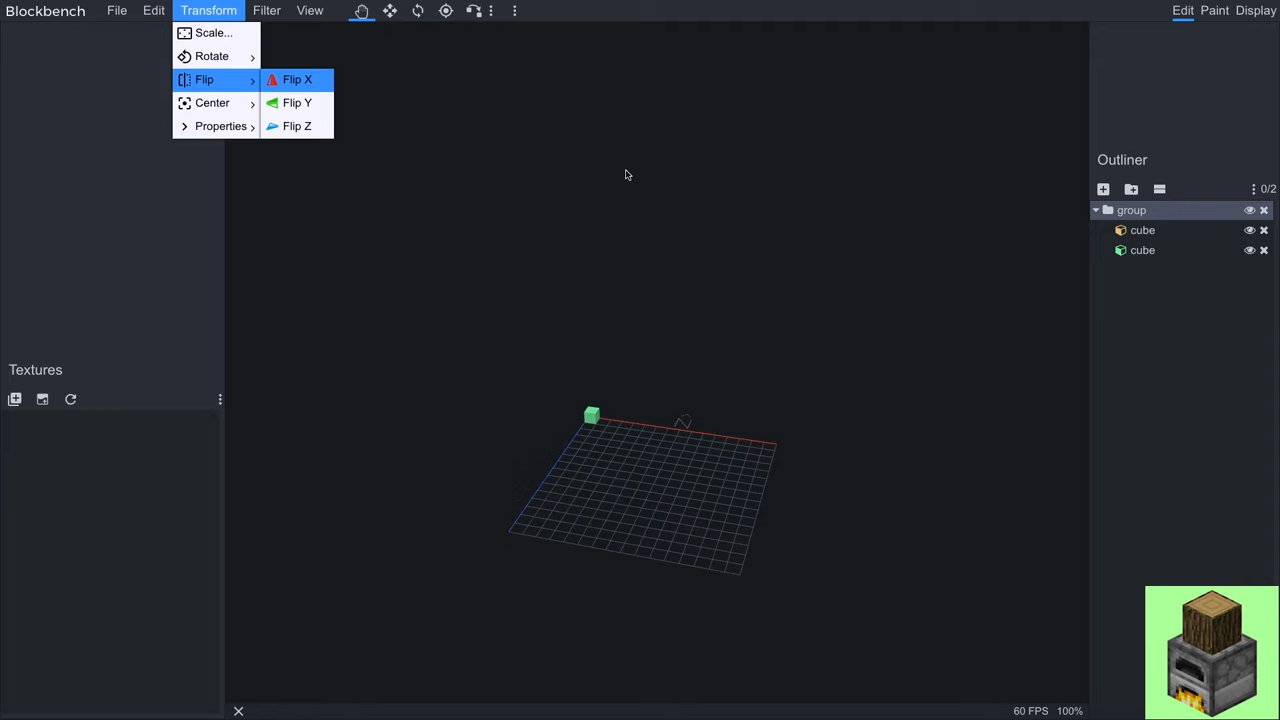 Blockbench File Edit Transform Filter View Edit Paint Display
Scale...
Rotate
Flip
Flip X
Center
Flip Y
Properties
Flip Z
Outliner
0/2
group
cube
cube
Textures
60 FPS 100%